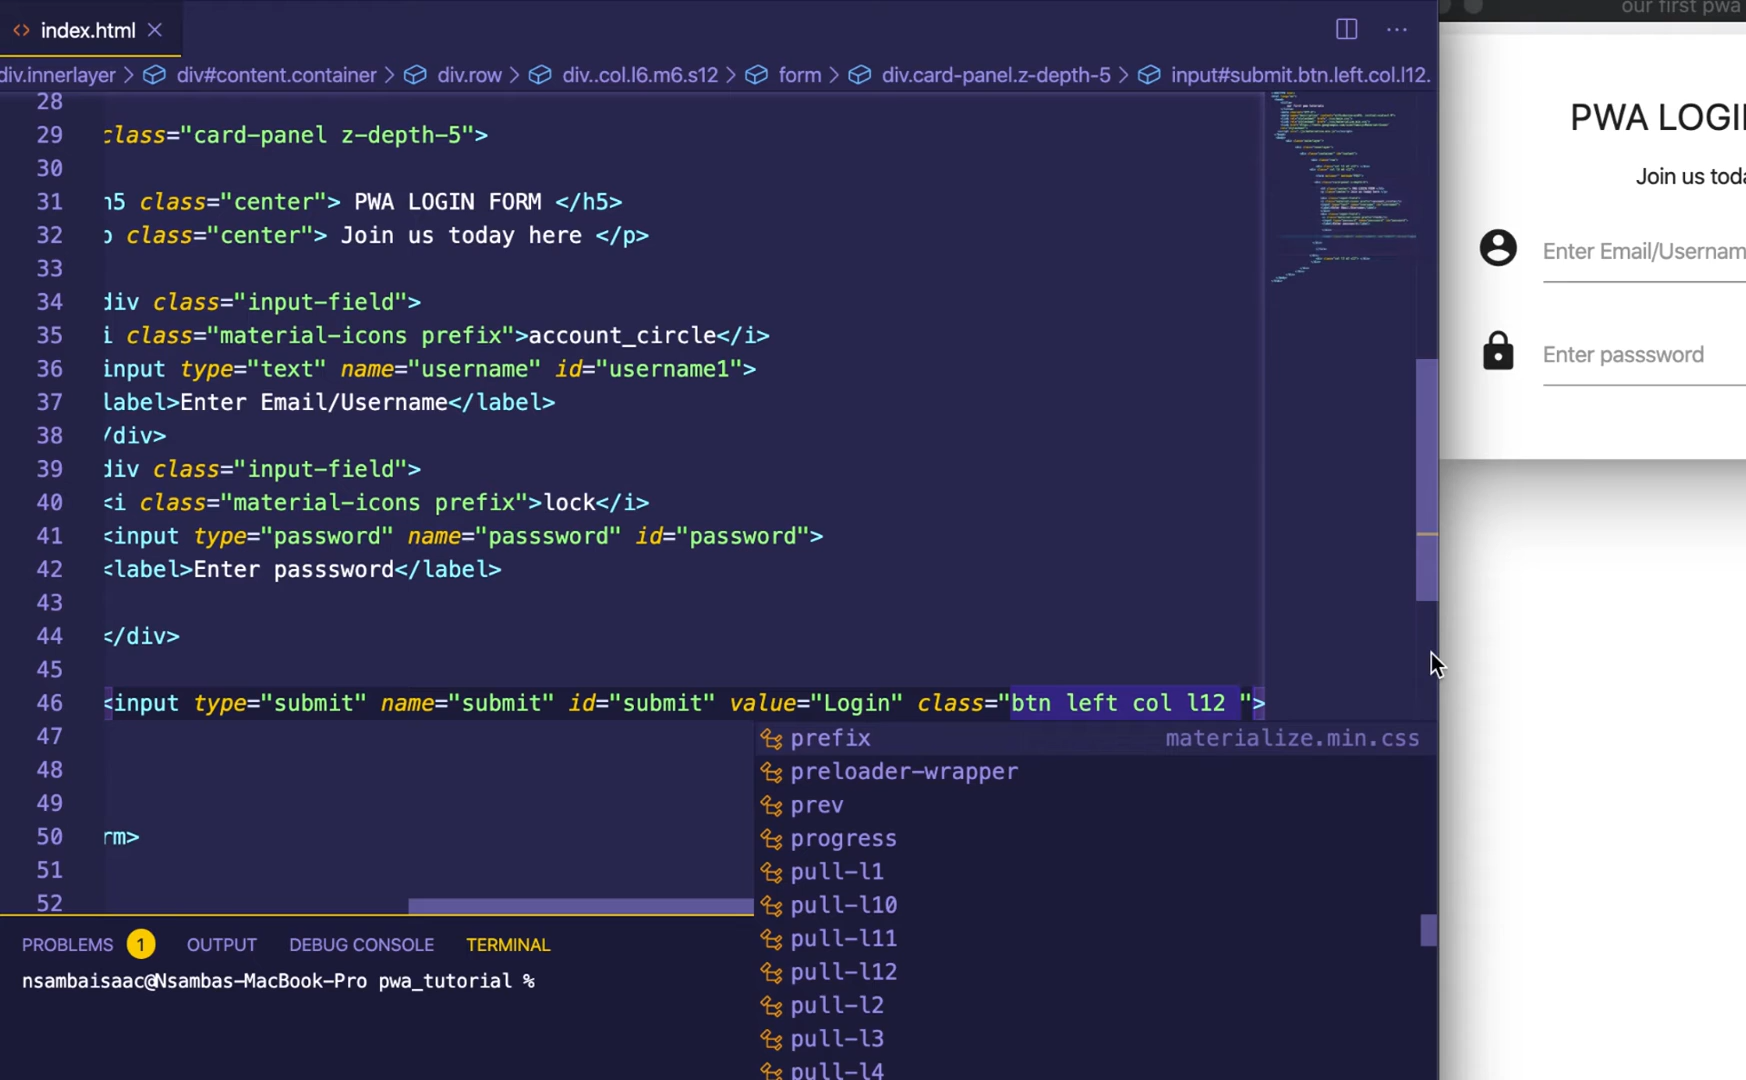 our first pwa
index.html
div.innerlayer > div#content.container > div.row > div..col.l6.m6.s12 > form > div.card-panel.z-depth-5 > input#submit.btn.left.col.l12.
28
29 class="card-panel z-depth-5">
30
31 h5 class="center"> PWA LOGIN FORM </h5>
32 p class="center"> Join us today here </p>
33
34 div class="input-field">
35 i class="material-icons prefix">account_circle</i>
36 input type="text" name="username" id="username1">
37 label>Enter Email/Username</label>
38 /div>
39 div class="input-field">
40 <i class="material-icons prefix">lock</i>
41 <input type="password" name="passsword" id="password">
42 <label>Enter passsword</label>
43
44 </div>
45
46 <input type="submit" name="submit" id="submit" value="Login" class="btn left col l12 ">
47
48
49
50 rm>
51
52
prefix materialize.min.css
preloader-wrapper
prev
progress
pull-l1
pull-l10
pull-l11
pull-l12
pull-l2
pull-l3
pull-l4
PROBLEMS 1 OUTPUT DEBUG CONSOLE TERMINAL
nsambaisaac@Nsambas-MacBook-Pro pwa_tutorial %
PWA LOGI
Join us toda
Enter Email/Usernam
Enter passsword